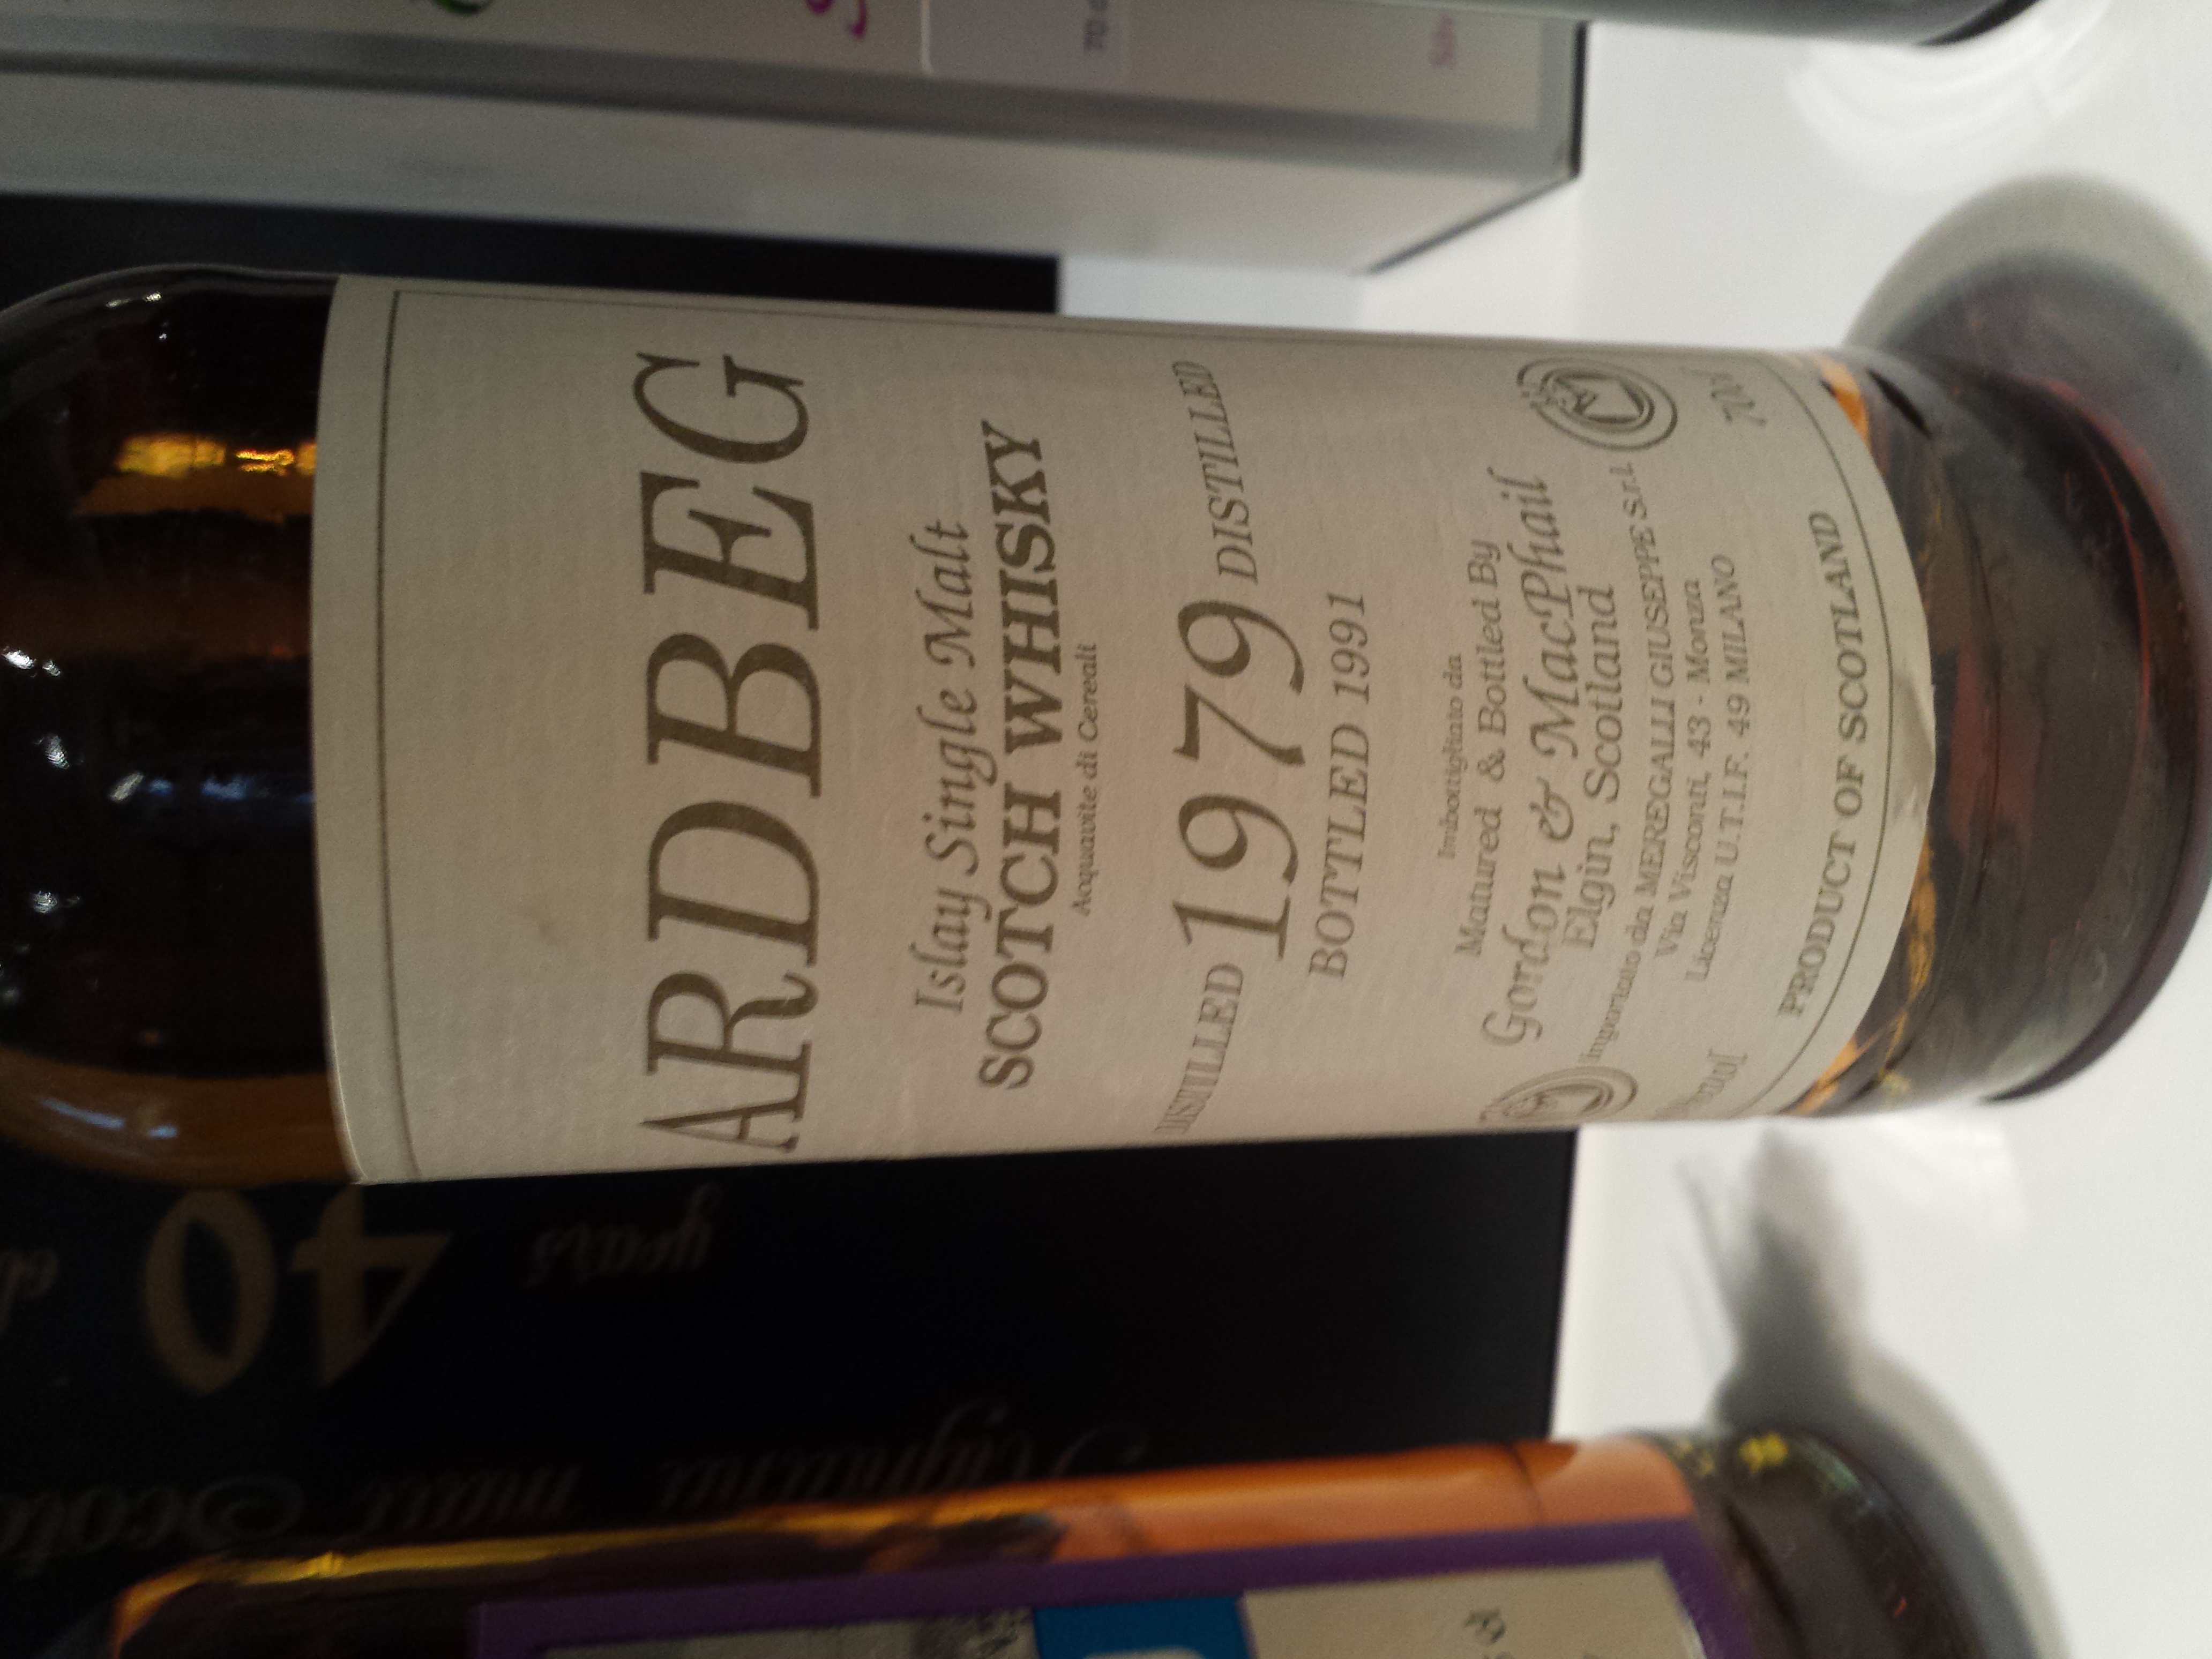 ARDBEG
Islay Single Malt
SCOTCH WHISKY
Acquavite di Cereali
DISTILLED 1979 DISTILLED
BOTTLED 1991
Imbottigliato da
Matured & Bottled By
Gordon & MacPhail
Elgin, Scotland
Importato da MEREGALLI GIUSEPPE S.r.l.
Via Visconti, 43 - Monza
Licenza U.T.I.F. 49 MILANO
70cl
PRODUCT OF SCOTLAND
40
years